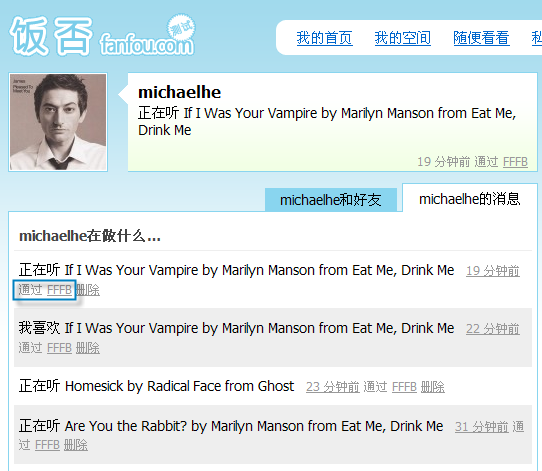 饭否 测试
fanfou.com
我的首页 我的空间 随便看看
James
Pleased To
Meet You
michaelhe
正在听 If I Was Your Vampire by Marilyn Manson from Eat Me,
Drink Me
19 分钟前 通过 FFFB
michaelhe和好友 michaelhe的消息
michaelhe在做什么...
正在听 If I Was Your Vampire by Marilyn Manson from Eat Me, Drink Me 19 分钟前
通过 FFFB 删除
我喜欢 If I Was Your Vampire by Marilyn Manson from Eat Me, Drink Me 22 分钟前
通过 FFFB 删除
正在听 Homesick by Radical Face from Ghost 23 分钟前 通过 FFFB 删除
正在听 Are You the Rabbit? by Marilyn Manson from Eat Me, Drink Me 31 分钟前 通
过 FFFB 删除